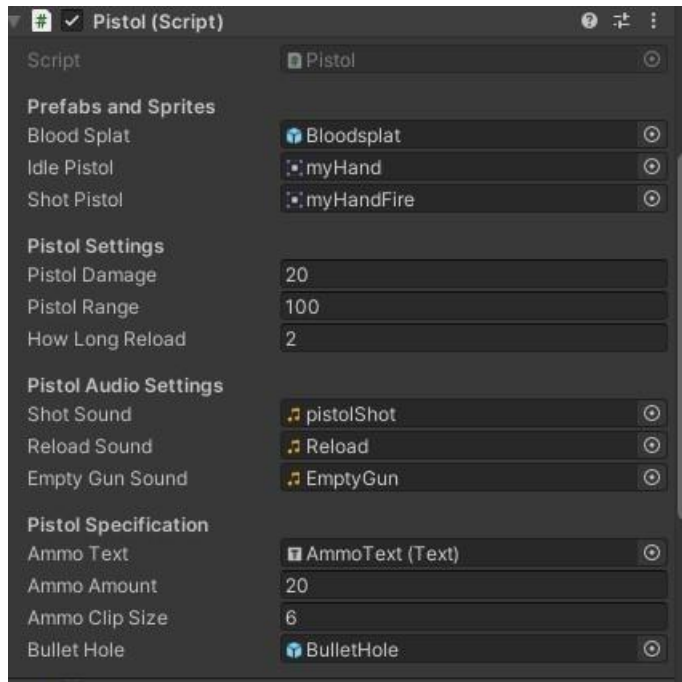 Pistol (Script)
Script Pistol
Prefabs and Sprites
Blood Splat Bloodsplat
Idle Pistol myHand
Shot Pistol myHandFire
Pistol Settings
Pistol Damage 20
Pistol Range 100
How Long Reload 2
Pistol Audio Settings
Shot Sound pistolShot
Reload Sound Reload
Empty Gun Sound EmptyGun
Pistol Specification
Ammo Text AmmoText (Text)
Ammo Amount 20
Ammo Clip Size 6
Bullet Hole BulletHole